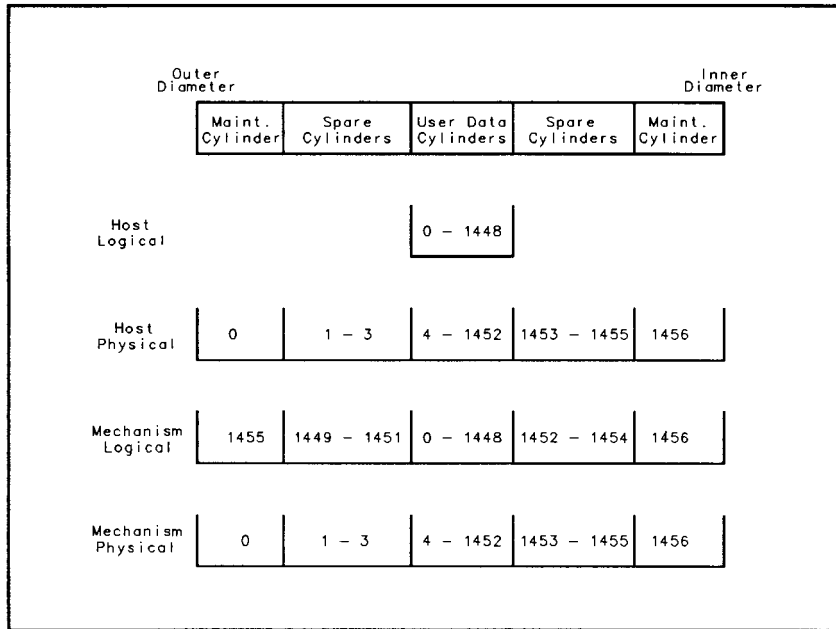 Outer
Diameter
Inner
Diameter
Maint.
Cylinder
Spare
Cylinders
User Data
Cylinders
Spare
Cylinders
Maint.
Cylinder
Host
Logical
0 – 1448
Host
Physical
0
1 – 3
4 – 1452
1453 – 1455
1456
Mechanism
Logical
1455
1449 – 1451
0 – 1448
1452 – 1454
1456
Mechanism
Physical
0
1 – 3
4 – 1452
1453 – 1455
1456